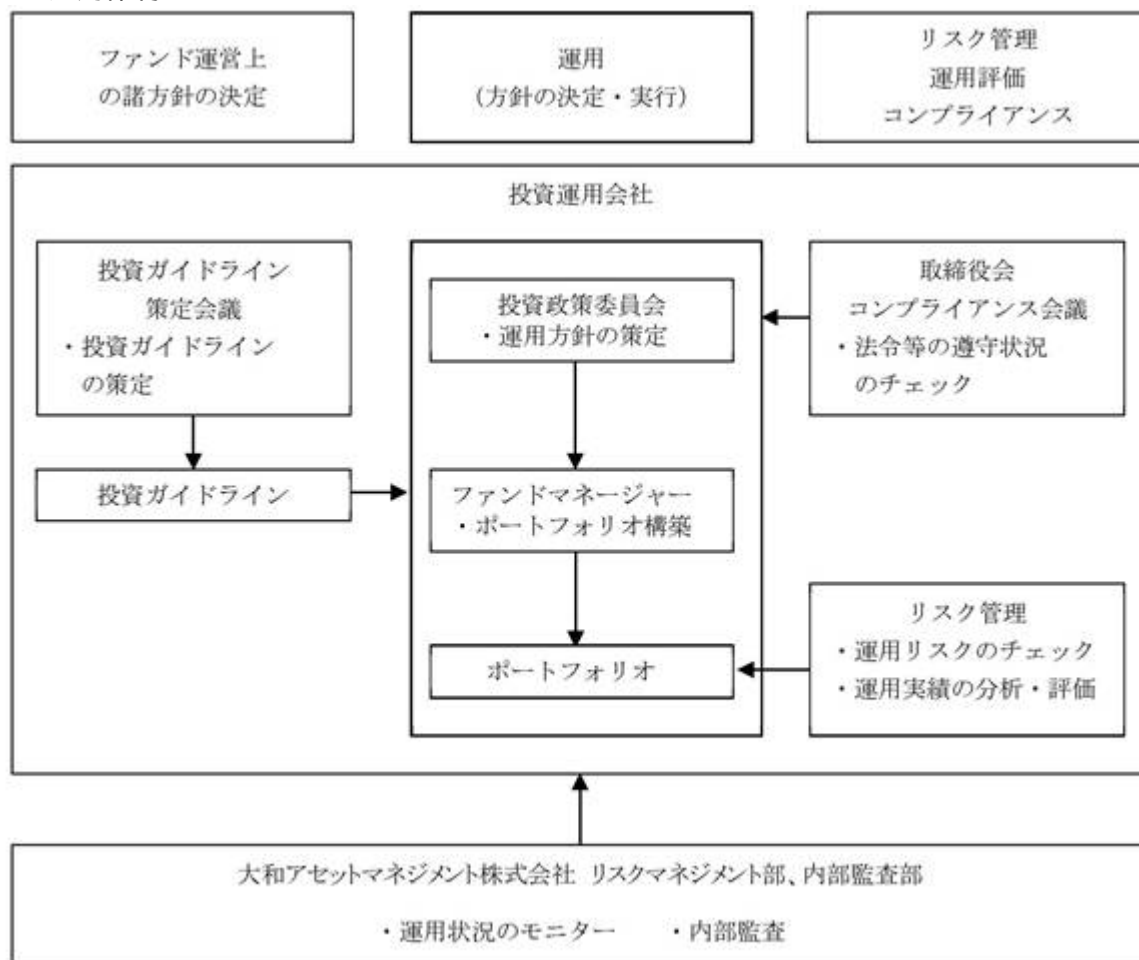 ファンド運営上
の諸方針の決定
運用
(方針の決定・実行)
リスク管理
運用評価
コンプライアンス
投資運用会社
投資ガイドライン
策定会議
・投資ガイドライン
の策定
投資ガイドライン
投資政策委員会
・運用方針の策定
ファンドマネージャー
・ポートフォリオ構築
ポートフォリオ
取締役会
コンプライアンス会議
・法令等の遵守状況
のチェック
リスク管理
・運用リスクのチェック
・運用実績の分析・評価
大和アセットマネジメント株式会社 リスクマネジメント部、内部監査部
・運用状況のモニター ・内部監査